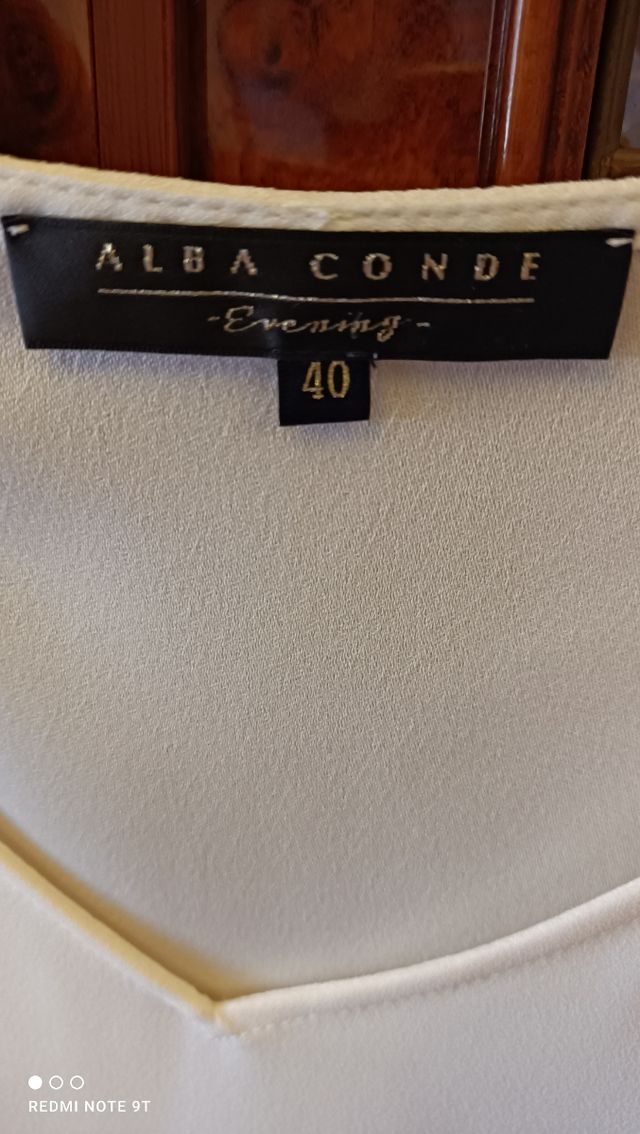 ALBA CONDE
-Evening-
40
REDMI NOTE 9T